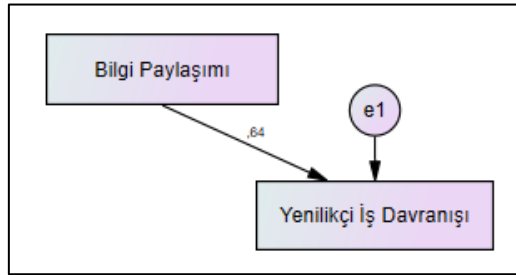 Bilgi Paylaşımı
e1
,64
Yenilikçi İş Davranışı